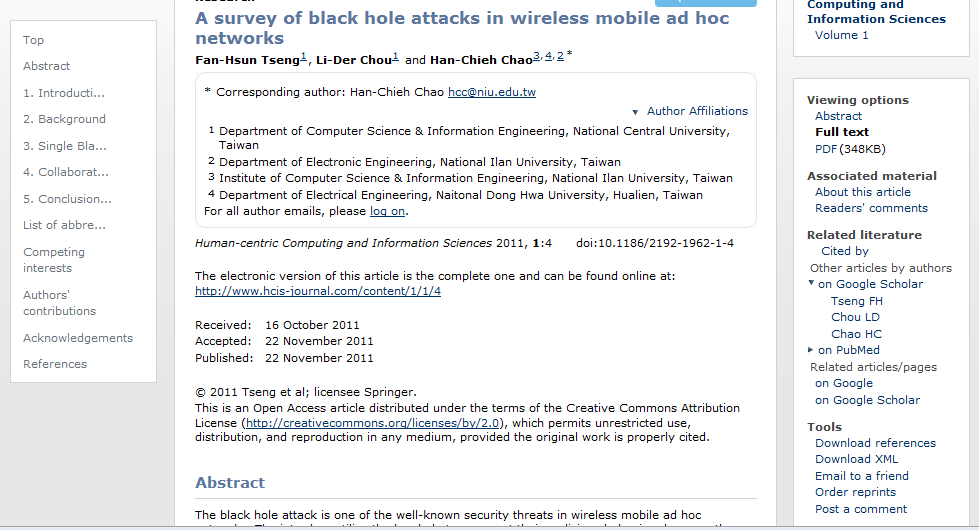 Top
Abstract
1. Introducti...
2. Background
3. Single Bla...
4. Collaborat...
5. Conclusion...
List of abbre...
Competing
interests
Authors'
contributions
Acknowledgements
References
A survey of black hole attacks in wireless mobile ad hoc
networks
Fan-Hsun Tseng1, Li-Der Chou1 and Han-Chieh Chao3,4,2 *
* Corresponding author: Han-Chieh Chao hcc@niu.edu.tw
Author Affiliations
1 Department of Computer Science & Information Engineering, National Central University,
Taiwan
2 Department of Electronic Engineering, National Ilan University, Taiwan
3 Institute of Computer Science & Information Engineering, National Ilan University, Taiwan
4 Department of Electrical Engineering, Naitonal Dong Hwa University, Hualien, Taiwan
For all author emails, please log on.
Human-centric Computing and Information Sciences 2011, 1:4 doi:10.1186/2192-1962-1-4
The electronic version of this article is the complete one and can be found online at:
http://www.hcis-journal.com/content/1/1/4
Received: 16 October 2011
Accepted: 22 November 2011
Published: 22 November 2011
© 2011 Tseng et al; licensee Springer.
This is an Open Access article distributed under the terms of the Creative Commons Attribution
License (http://creativecommons.org/licenses/by/2.0), which permits unrestricted use,
distribution, and reproduction in any medium, provided the original work is properly cited.
Abstract
The black hole attack is one of the well-known security threats in wireless mobile ad hoc
Computing and
Information Sciences
Volume 1
Viewing options
Abstract
Full text
PDF (348KB)
Associated material
About this article
Readers' comments
Related literature
Cited by
Other articles by authors
on Google Scholar
Tseng FH
Chou LD
Chao HC
on PubMed
Related articles/pages
on Google
on Google Scholar
Tools
Download references
Download XML
Email to a friend
Order reprints
Post a comment